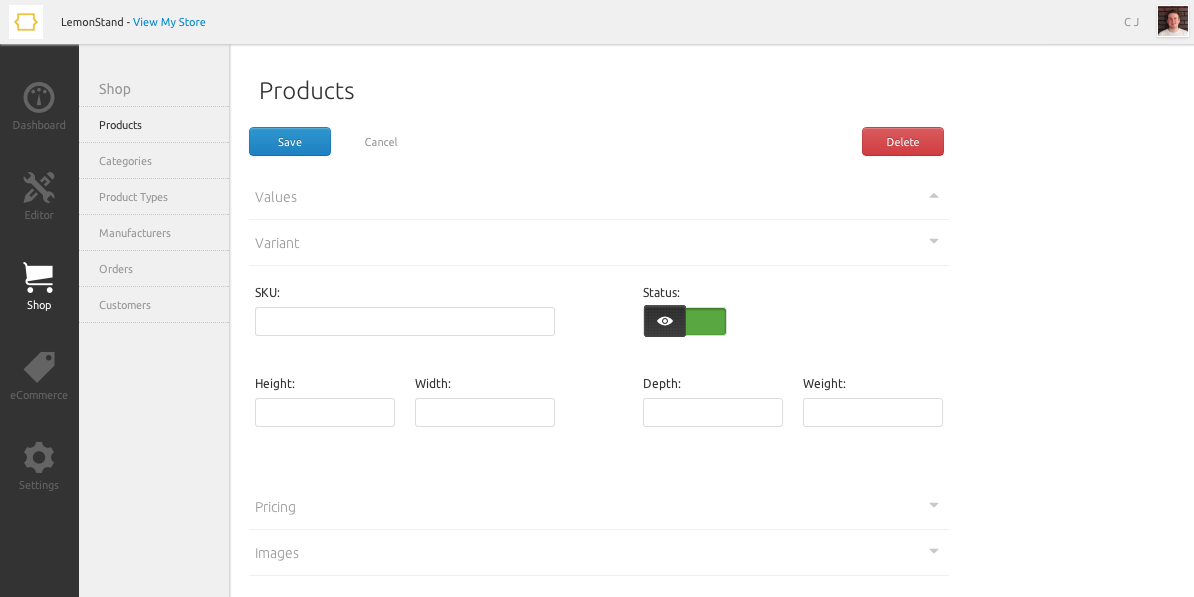 LemonStand - View My Store
C J
Dashboard
Editor
Shop
eCommerce
Settings
Shop
Products
Categories
Product Types
Manufacturers
Orders
Customers
Products
Save
Cancel
Delete
Values
Variant
SKU:
Status:
Height:
Width:
Depth:
Weight:
Pricing
Images